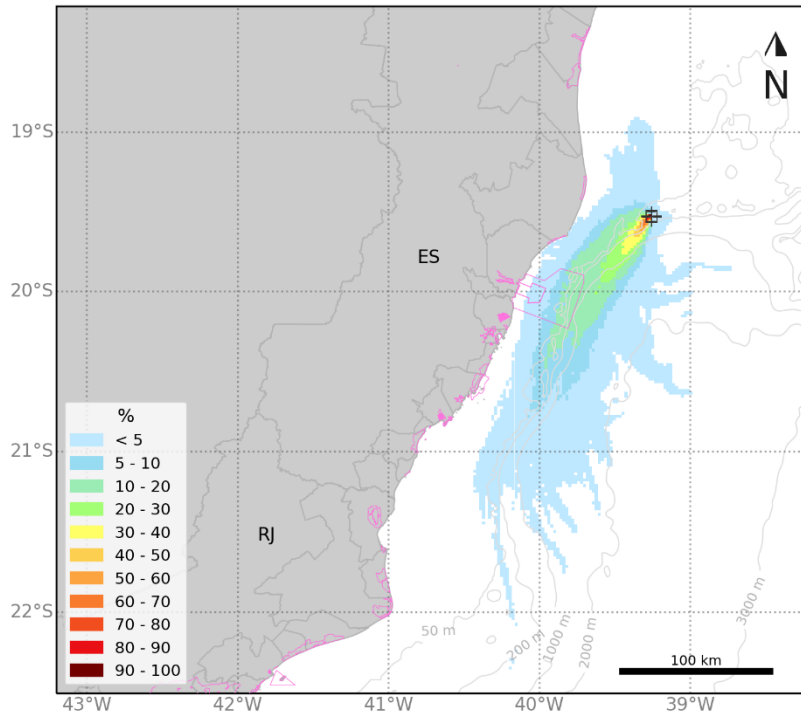 N
19°S
ES
20°S
%
< 5
5 - 10
21°S
10 - 20
20 - 30
30 - 40
40 - 50
RJ
50 - 60
60 - 70
70 - 80
22°S
80 - 90
90 - 100
50 m
200 m
1000 m
2000 m
3000 m
100 km
43°W
42°W
41°W
40°W
39°W